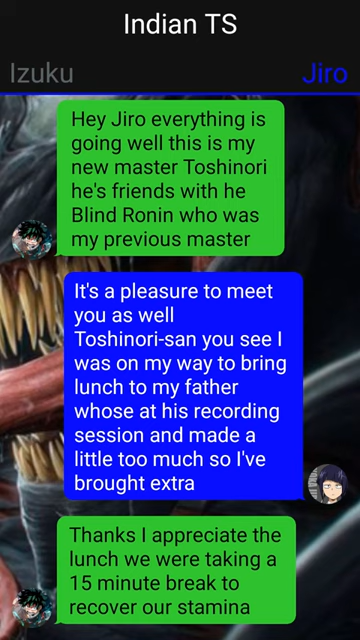 Indian TS
Izuku
Jiro
Hey Jiro everything is
going well this is my
new master Toshinori
he's friends with he
Blind Ronin who was
my previous master
It's a pleasure to meet
you as well
Toshinori-san you see I
was on my way to bring
lunch to my father
whose at his recording
session and made a
little too much so I've
brought extra
Thanks I appreciate the
lunch we were taking a
15 minute break to
recover our stamina